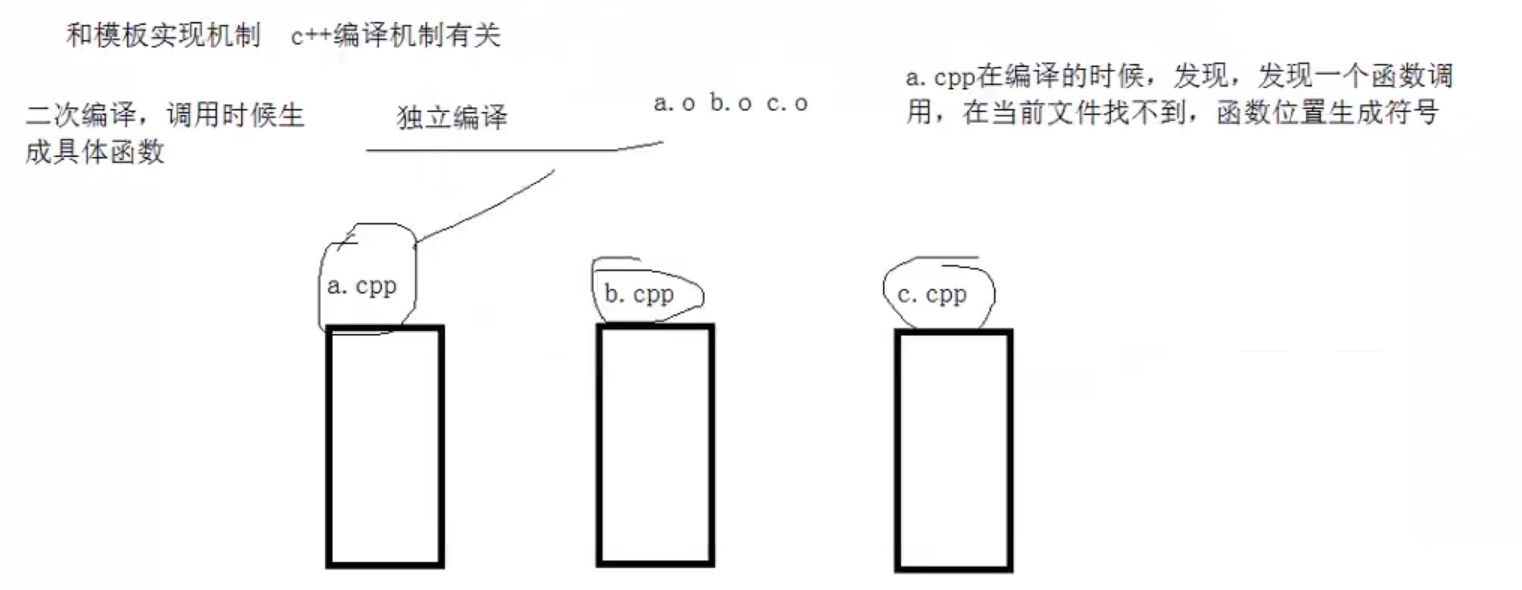 和模板实现机制 c++编译机制有关
二次编译，调用时候生
成具体函数
独立编译
a.o b.o c.o
a.cpp在编译的时候，发现，发现一个函数调
用，在当前文件找不到，函数位置生成符号
a.cpp
b.cpp
c.cpp